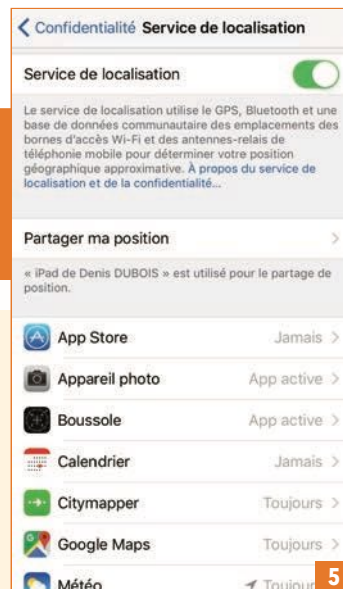 Confidentialité Service de localisation
Service de localisation
Le service de localisation utilise le GPS, Bluetooth et une
base de données communautaire des emplacements des
bornes d'accès Wi-Fi et des antennes-relais de
téléphonie mobile pour déterminer votre position
géographique approximative. À propos du service de
localisation et de la confidentialité...
Partager ma position
« iPad de Denis DUBOIS » est utilisé pour le partage de
position.
App Store Jamais
Appareil photo App active
Boussole App active
Calendrier Jamais
Citymapper Toujours
Google Maps Toujours
Météo
5